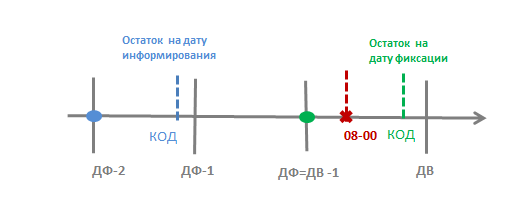 Остаток на дату
информирования
Остаток на
дату фиксации
КОД
08-00
КОД
ДФ-2
ДФ-1
ДФ=ДВ -1
ДВ